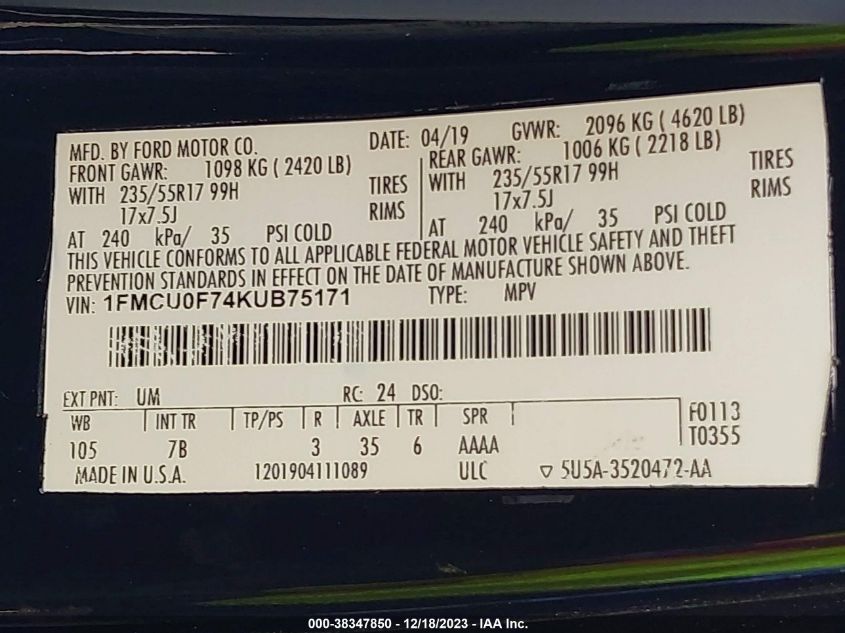 MFD. BY FORD MOTOR CO. DATE: 04/19 GVWR: 2096 KG ( 4620 LB)
FRONT GAWR: 1098 KG ( 2420 LB) REAR GAWR: 1006 KG ( 2218 LB)
WITH 235/55R17 99H TIRES WITH 235/55R17 99H TIRES
17x7.5J RIMS 17x7.5J RIMS
AT 240 kPa/ 35 PSI COLD AT 240 kPa/ 35 PSI COLD
THIS VEHICLE CONFORMS TO ALL APPLICABLE FEDERAL MOTOR VEHICLE SAFETY AND THEFT
PREVENTION STANDARDS IN EFFECT ON THE DATE OF MANUFACTURE SHOWN ABOVE.
VIN: 1FMCU0F74KUB75171 TYPE: MPV
EXT PNT: UM RC: 24 DSO:
WB INT TR TP/PS R AXLE TR SPR F0113
105 7B 3 35 6 AAAA T0355
MADE IN U.S.A. 1201904111089 ULC ▽ 5U5A-3520472-AA
000-38347850 - 12/18/2023 - IAA Inc.